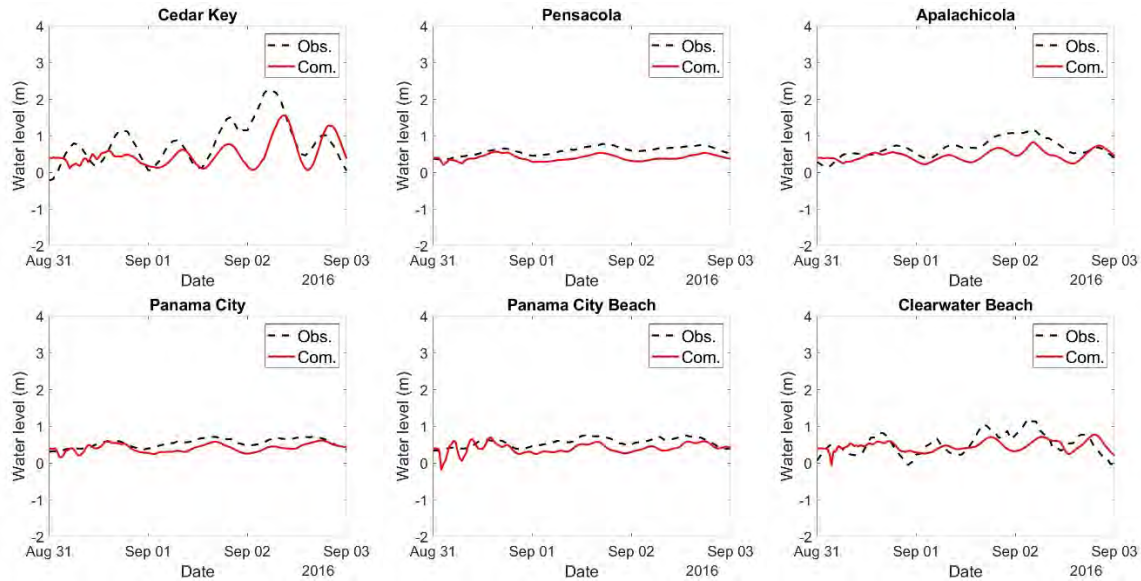 Cedar Key
4
3
2
1
0
-1
-2
Water level (m)
Obs.
Com.
Aug 31
Sep 01
Sep 02
Sep 03
Date
2016
Pensacola
4
3
2
1
0
-1
-2
Water level (m)
Obs.
Com.
Aug 31
Sep 01
Sep 02
Sep 03
Date
2016
Apalachicola
4
3
2
1
0
-1
-2
Water level (m)
Obs.
Com.
Aug 31
Sep 01
Sep 02
Sep 03
Date
2016
Panama City
4
3
2
1
0
-1
-2
Water level (m)
Obs.
Com.
Aug 31
Sep 01
Sep 02
Sep 03
Date
2016
Panama City Beach
4
3
2
1
0
-1
-2
Water level (m)
Obs.
Com.
Aug 31
Sep 01
Sep 02
Sep 03
Date
2016
Clearwater Beach
4
3
2
1
0
-1
-2
Water level (m)
Obs.
Com.
Aug 31
Sep 01
Sep 02
Sep 03
Date
2016